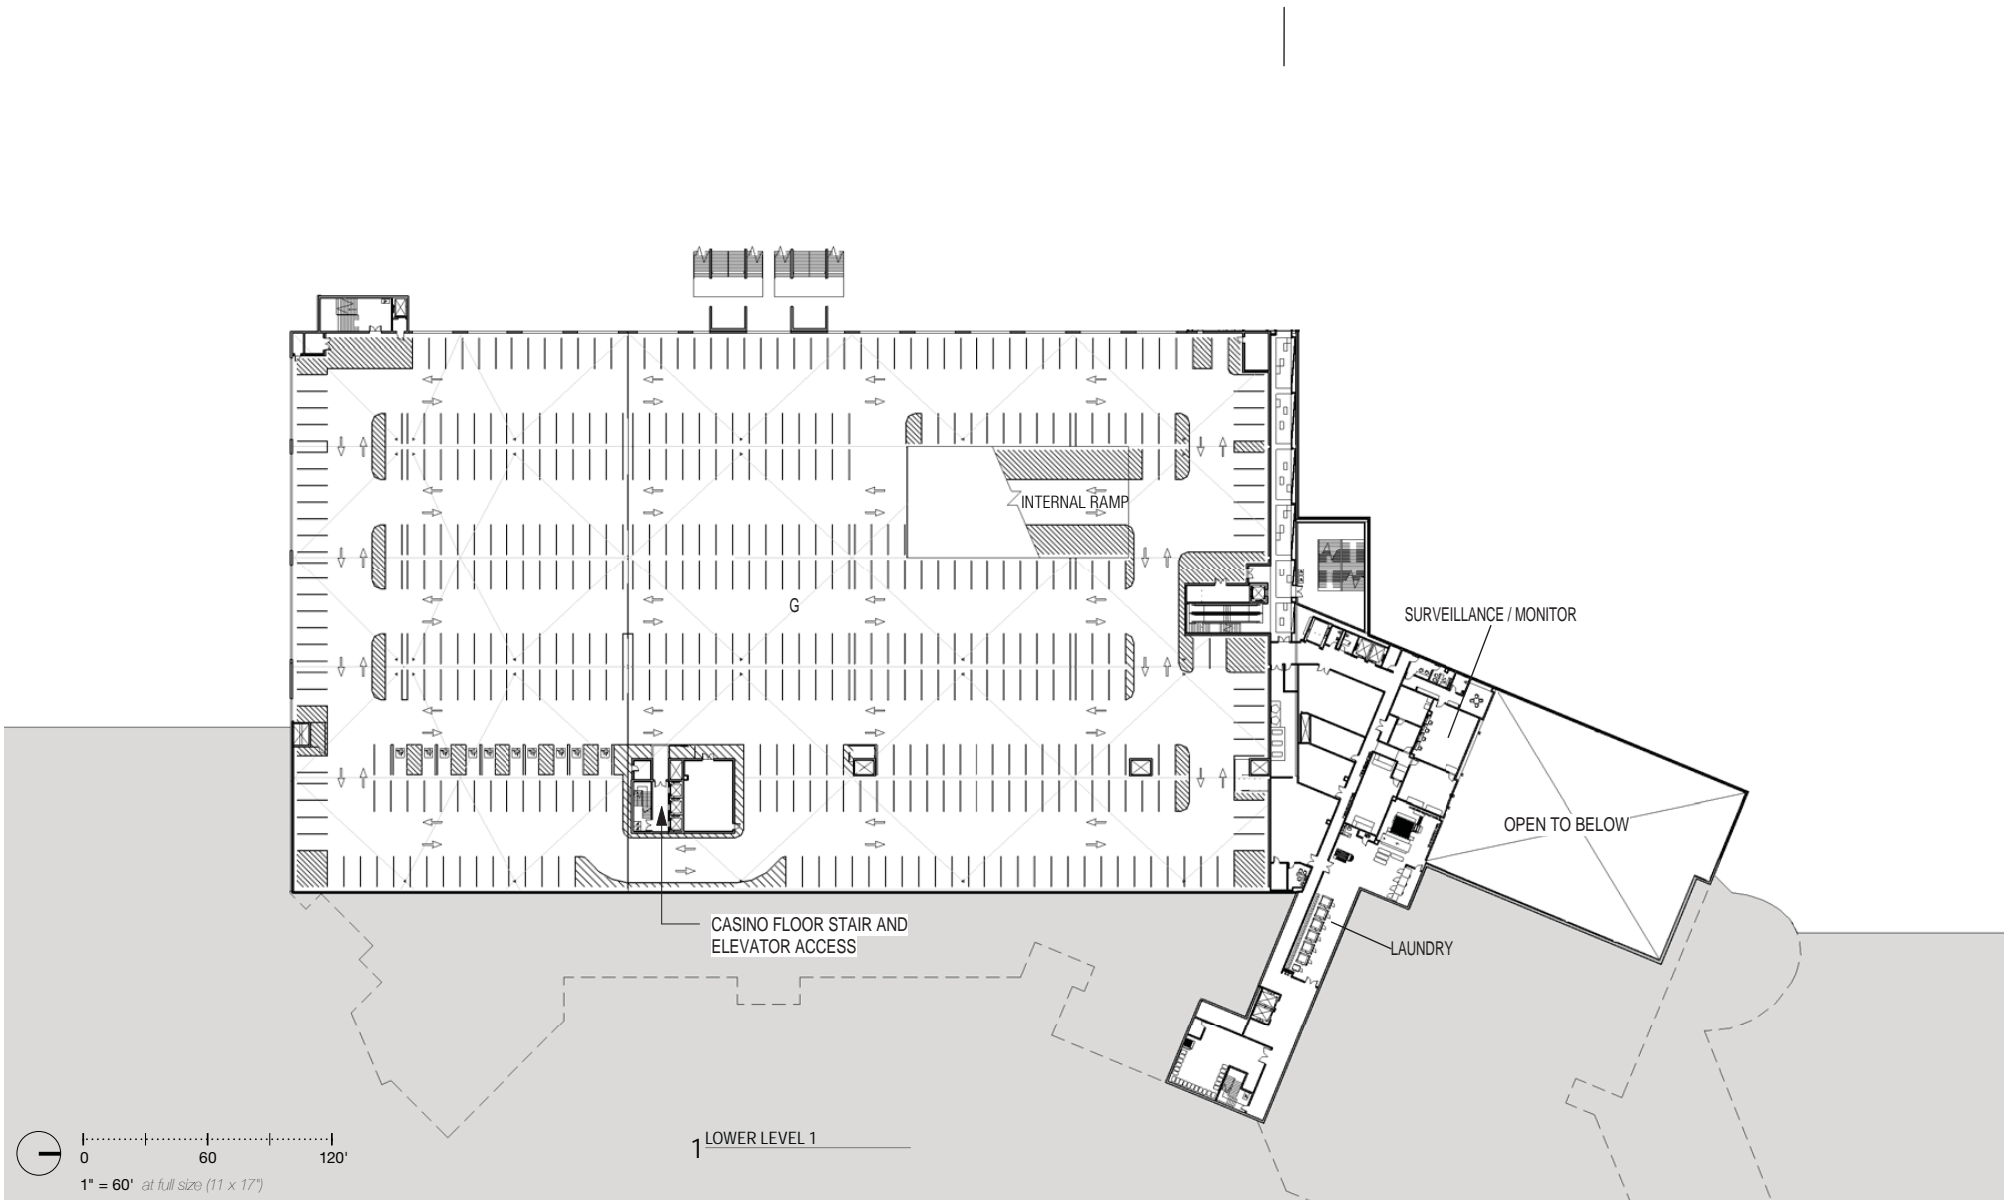 INTERNAL RAMP
G
SURVEILLANCE / MONITOR
OPEN TO BELOW
CASINO FLOOR STAIR AND
ELEVATOR ACCESS
LAUNDRY
1 LOWER LEVEL 1
0 60 120'
1" = 60' at full size (11 x 17")